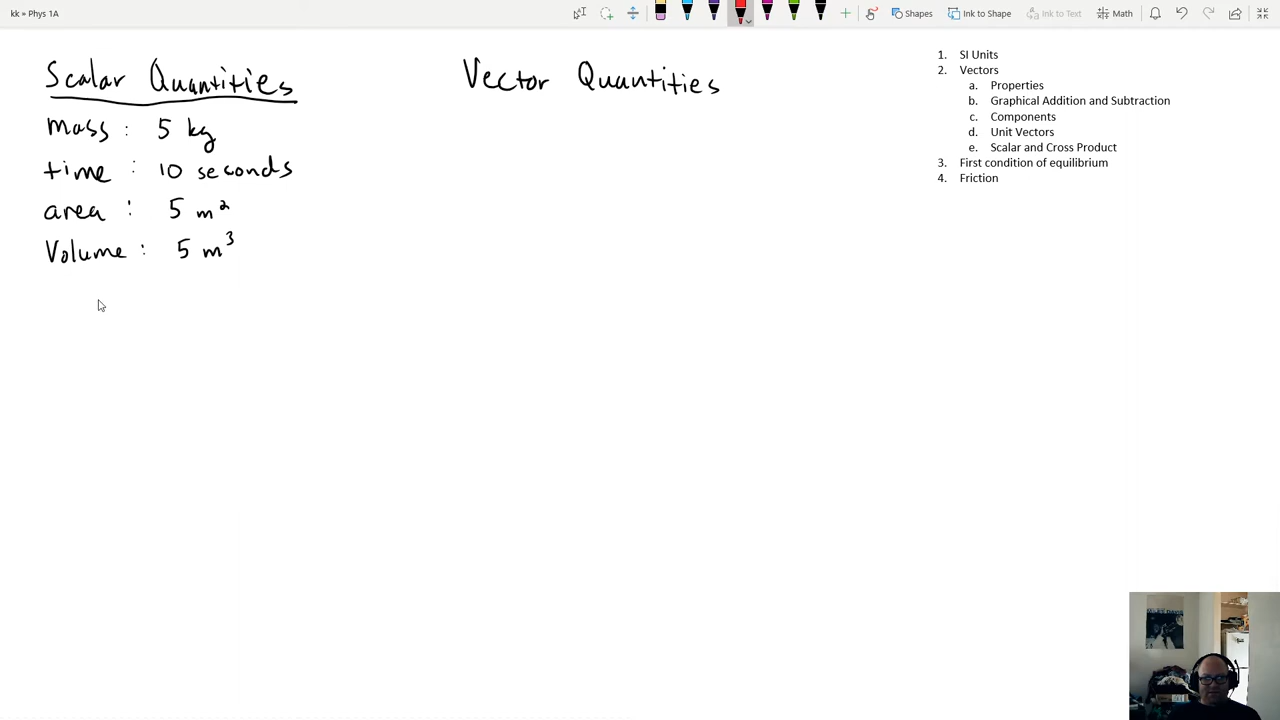 kk » Phys 1A
Shapes
Ink to Shape
Ink to Text
Math
Scalar Quantities
mass : 5 kg
time : 10 seconds
area : 5 m²
Volume : 5 m³
Vector Quantities
1. SI Units
2. Vectors
a. Properties
b. Graphical Addition and Subtraction
c. Components
d. Unit Vectors
e. Scalar and Cross Product
3. First condition of equilibrium
4. Friction